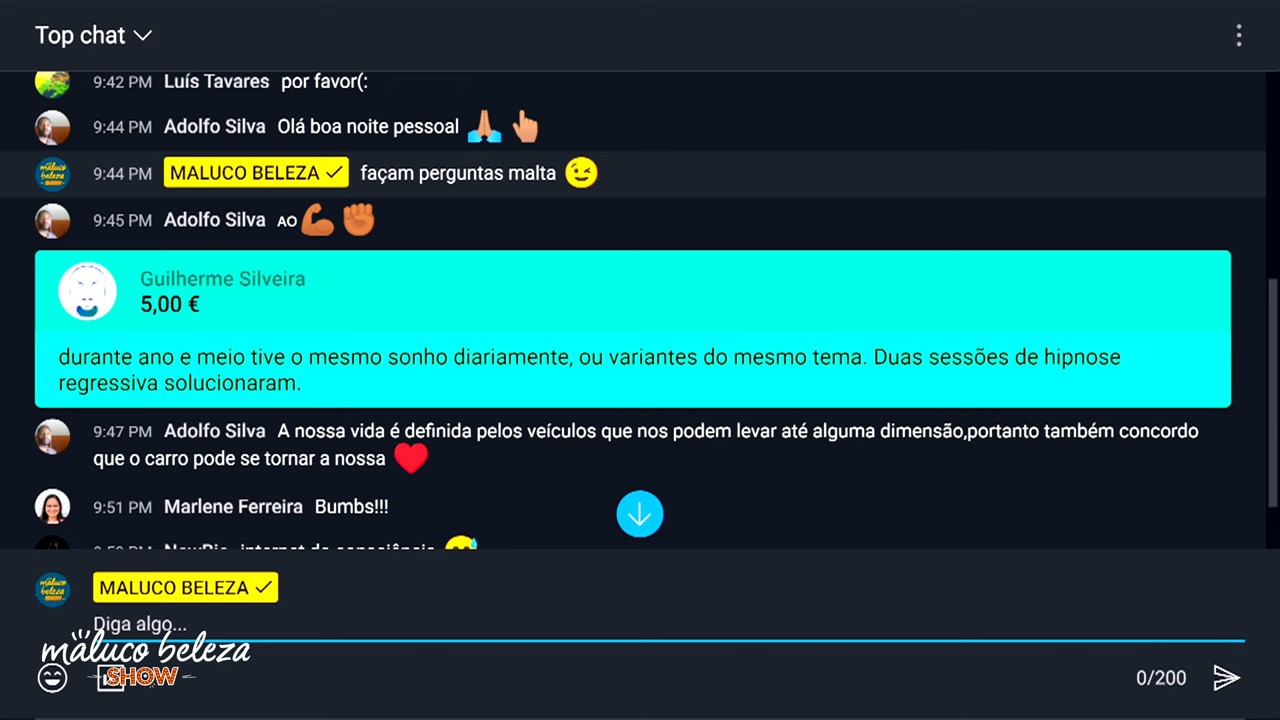 Top chat
9:42 PM Luís Tavares por favor(:
9:44 PM Adolfo Silva Olá boa noite pessoal 🙏🏽 👆🏽
9:44 PM MALUCO BELEZA ✓ façam perguntas malta 😉
9:45 PM Adolfo Silva AO 💪🏾 ✊🏾
Guilherme Silveira
5,00 €
durante ano e meio tive o mesmo sonho diariamente, ou variantes do mesmo tema. Duas sessões de hipnose
regressiva solucionaram.
9:47 PM Adolfo Silva A nossa vida é definida pelos veículos que nos podem levar até alguma dimensão,portanto também concordo
que o carro pode se tornar a nossa ❤️
9:51 PM Marlene Ferreira Bumbs!!!
internet da consciência 😅
MALUCO BELEZA ✓
Diga algo...
maluco beleza
SHOW
0/200